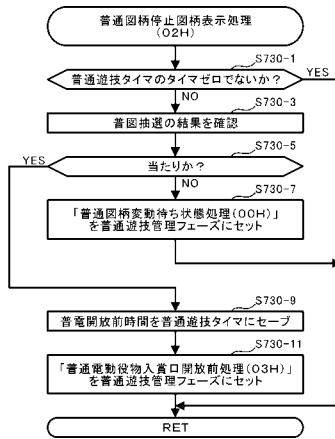 普通図柄停止図柄表示処理
(02H)
S730-1
普通遊技タイマのタイマゼロでないか?
YES
NO
S730-3
普図抽選の結果を確認
S730-5
YES
当たりか?
NO
S730-7
「普通図柄変動待ち状態処理(00H)」
を普通遊技管理フェーズにセット
S730-9
普電開放前時間を普通遊技タイマにセーブ
S730-11
「普通電動役物入賞口開放前処理(03H)」
を普通遊技管理フェーズにセット
RET